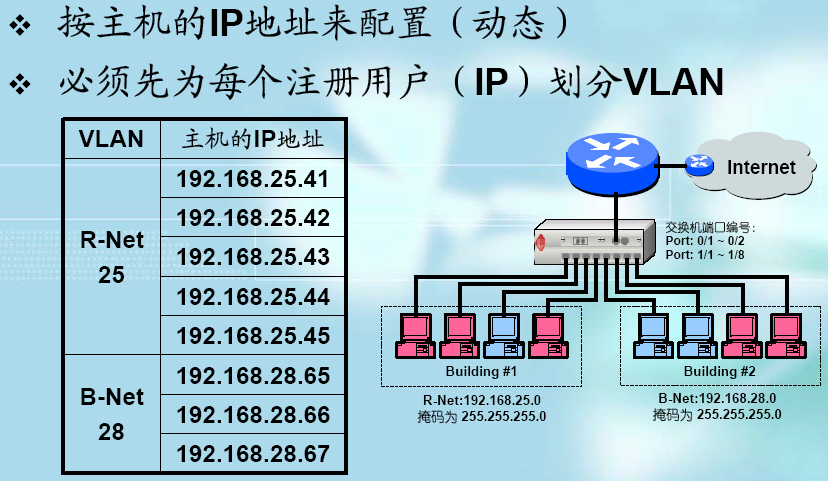 ❖ 按主机的IP地址来配置（动态）
❖ 必须先为每个注册用户（IP）划分VLAN
VLAN 主机的IP地址
R-Net 25
192.168.25.41
192.168.25.42
192.168.25.43
192.168.25.44
192.168.25.45
B-Net 28
192.168.28.65
192.168.28.66
192.168.28.67
Internet
交换机端口编号:
Port: 0/1 ~ 0/2
Port: 1/1 ~ 1/8
Building #1
Building #2
R-Net:192.168.25.0
掩码为 255.255.255.0
B-Net:192.168.28.0
掩码为 255.255.255.0